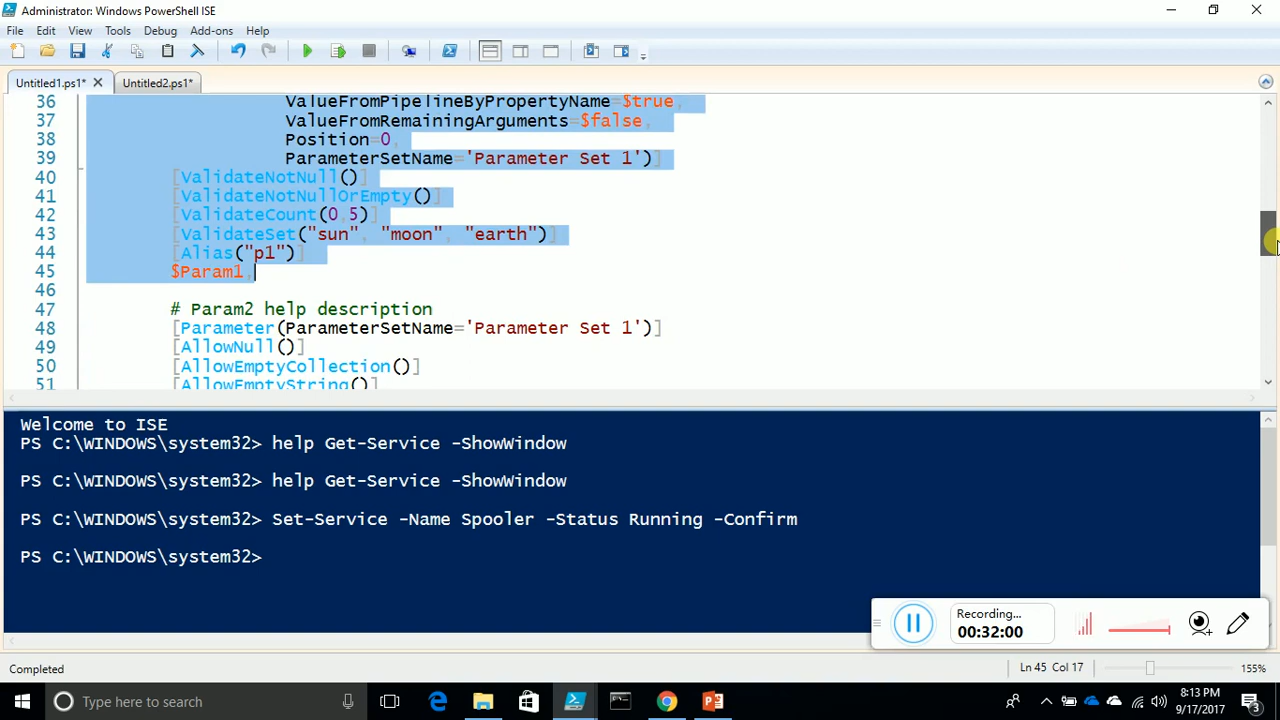 Administrator: Windows PowerShell ISE
File Edit View Tools Debug Add-ons Help
Untitled1.ps1* Untitled2.ps1*
36 ValueFromPipelineByPropertyName=$true,
37 ValueFromRemainingArguments=$false,
38 Position=0,
39 ParameterSetName='Parameter Set 1')]
40 [ValidateNotNull()]
41 [ValidateNotNullOrEmpty()]
42 [ValidateCount(0,5)]
43 [ValidateSet("sun", "moon", "earth")]
44 [Alias("p1")]
45 $Param1,
46
47 # Param2 help description
48 [Parameter(ParameterSetName='Parameter Set 1')]
49 [AllowNull()]
50 [AllowEmptyCollection()]
51 [AllowEmptyString()]
Welcome to ISE
PS C:\WINDOWS\system32> help Get-Service -ShowWindow
PS C:\WINDOWS\system32> help Get-Service -ShowWindow
PS C:\WINDOWS\system32> Set-Service -Name Spooler -Status Running -Confirm
PS C:\WINDOWS\system32>
Recording...
00:32:00
Completed
Ln 45 Col 17
155%
Type here to search
8:13 PM
9/17/2017
3